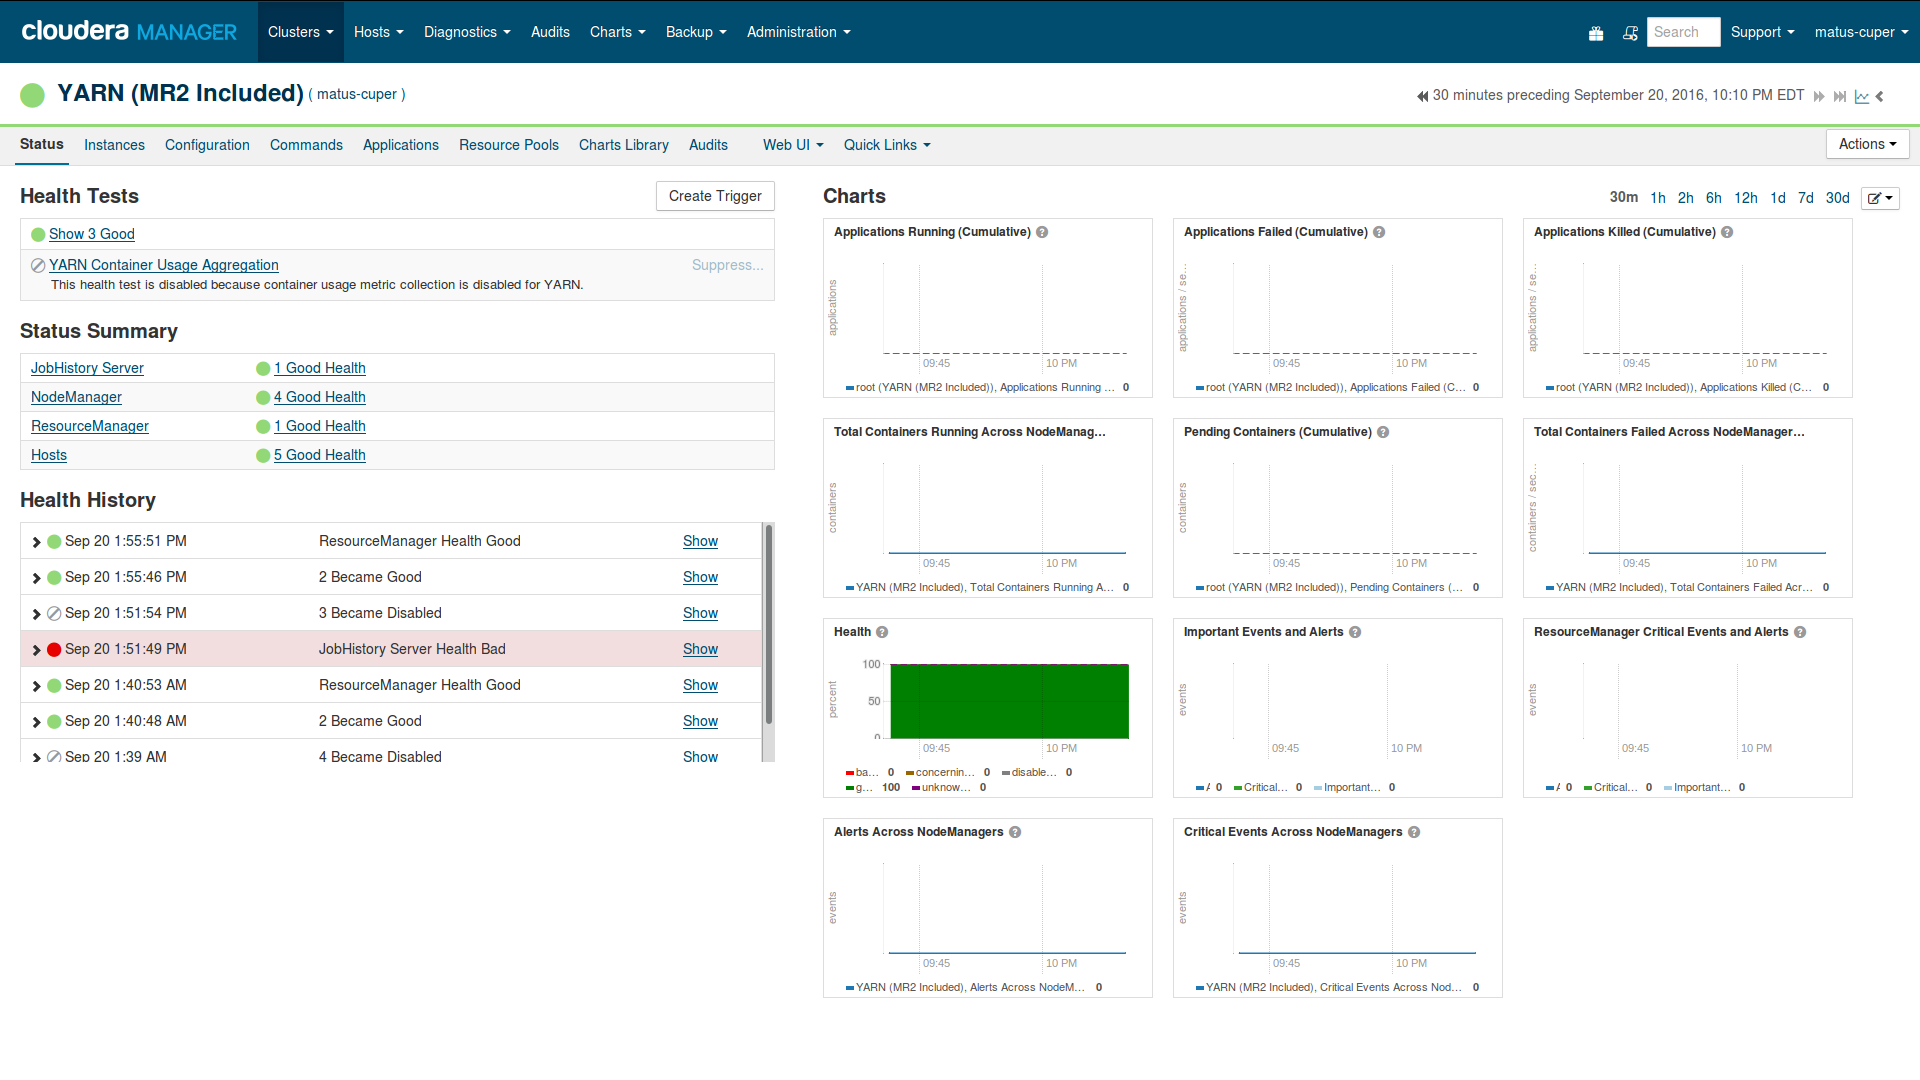 cloudera MANAGER
Clusters
Hosts
Diagnostics
Audits
Charts
Backup
Administration
Search
Support
matus-cuper
YARN (MR2 Included) ( matus-cuper )
30 minutes preceding September 20, 2016, 10:10 PM EDT
Status
Instances
Configuration
Commands
Applications
Resource Pools
Charts Library
Audits
Web UI
Quick Links
Actions
Health Tests
Create Trigger
Show 3 Good
YARN Container Usage Aggregation
Suppress...
This health test is disabled because container usage metric collection is disabled for YARN.
Status Summary
JobHistory Server 1 Good Health
NodeManager 4 Good Health
ResourceManager 1 Good Health
Hosts 5 Good Health
Health History
Sep 20 1:55:51 PM ResourceManager Health Good Show
Sep 20 1:55:46 PM 2 Became Good Show
Sep 20 1:51:54 PM 3 Became Disabled Show
Sep 20 1:51:49 PM JobHistory Server Health Bad Show
Sep 20 1:40:53 AM ResourceManager Health Good Show
Sep 20 1:40:48 AM 2 Became Good Show
Sep 20 1:39 AM 4 Became Disabled Show
Charts
30m 1h 2h 6h 12h 1d 7d 30d
Applications Running (Cumulative) ?
applications
09:45 10 PM
root (YARN (MR2 Included)), Applications Running ... 0
Applications Failed (Cumulative) ?
applications / se...
09:45 10 PM
root (YARN (MR2 Included)), Applications Failed (C... 0
Applications Killed (Cumulative) ?
applications / se...
09:45 10 PM
root (YARN (MR2 Included)), Applications Killed (C... 0
Total Containers Running Across NodeManag...
containers
09:45 10 PM
YARN (MR2 Included), Total Containers Running A... 0
Pending Containers (Cumulative) ?
containers
09:45 10 PM
root (YARN (MR2 Included)), Pending Containers (... 0
Total Containers Failed Across NodeManager...
containers / sec...
09:45 10 PM
YARN (MR2 Included), Total Containers Failed Acr... 0
Health ?
percent
100
50
0
09:45 10 PM
ba... 0 concernin... 0 disable... 0
g... 100 unknow... 0
Important Events and Alerts ?
events
09:45 10 PM
0 Critical... 0 Important... 0
ResourceManager Critical Events and Alerts ?
events
09:45 10 PM
0 Critical... 0 Important... 0
Alerts Across NodeManagers ?
events
09:45 10 PM
YARN (MR2 Included), Alerts Across NodeM... 0
Critical Events Across NodeManagers ?
events
09:45 10 PM
YARN (MR2 Included), Critical Events Across Nod... 0